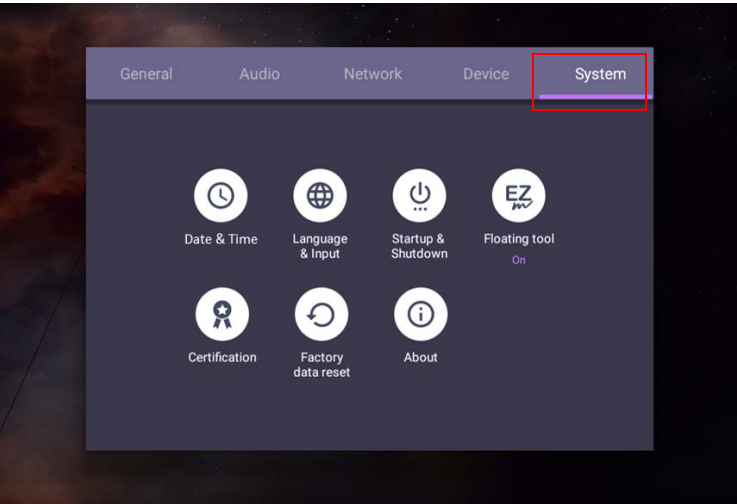 General Audio Network Device System
EZ
Date & Time
Language
& Input
Startup &
Shutdown
Floating tool
On
Certification
Factory
data reset
About